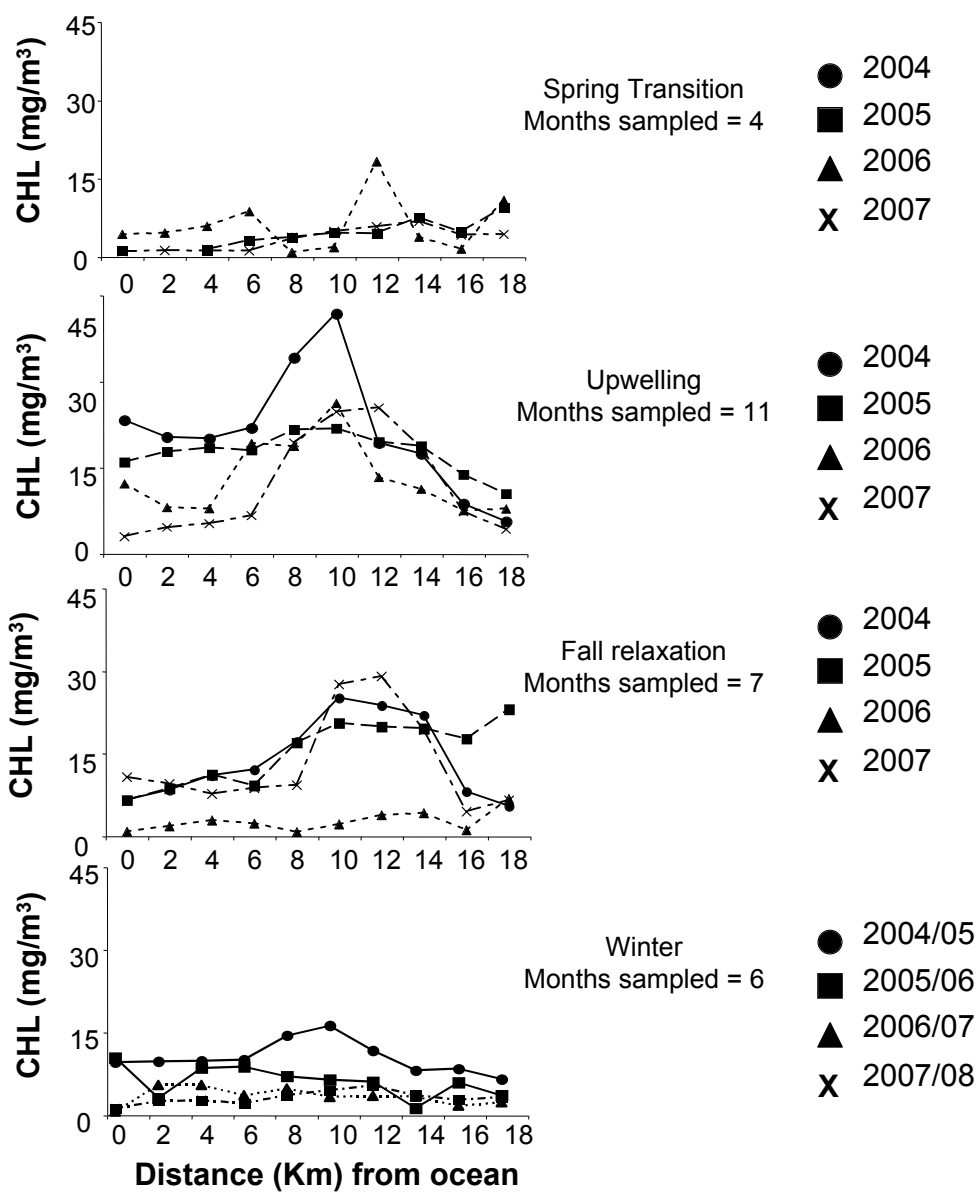 CHL (mg/m³)
45
30
15
0
0 2 4 6 8 10 12 14 16 18
Spring Transition
Months sampled = 4
2004
2005
2006
X 2007
CHL (mg/m³)
45
30
15
0
0 2 4 6 8 10 12 14 16 18
Upwelling
Months sampled = 11
2004
2005
2006
X 2007
CHL (mg/m³)
45
30
15
0
0 2 4 6 8 10 12 14 16 18
Fall relaxation
Months sampled = 7
2004
2005
2006
X 2007
CHL (mg/m³)
45
30
15
0
0 2 4 6 8 10 12 14 16 18
Winter
Months sampled = 6
2004/05
2005/06
2006/07
X 2007/08
Distance (Km) from ocean